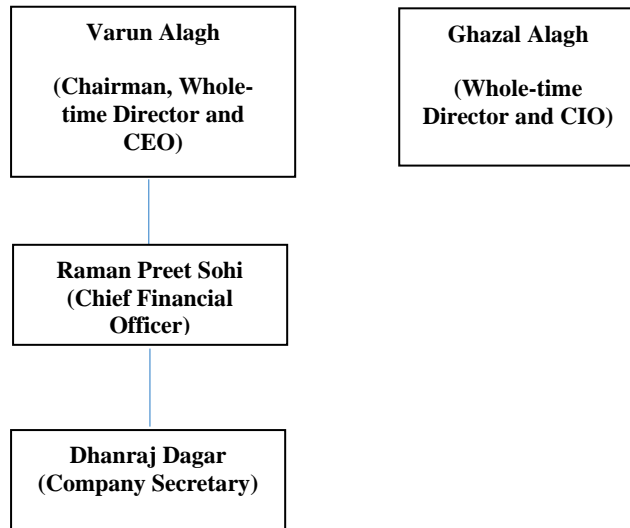 Varun Alagh
(Chairman, Whole-
time Director and
CEO)
Ghazal Alagh
(Whole-time
Director and CIO)
Raman Preet Sohi
(Chief Financial
Officer)
Dhanraj Dagar
(Company Secretary)